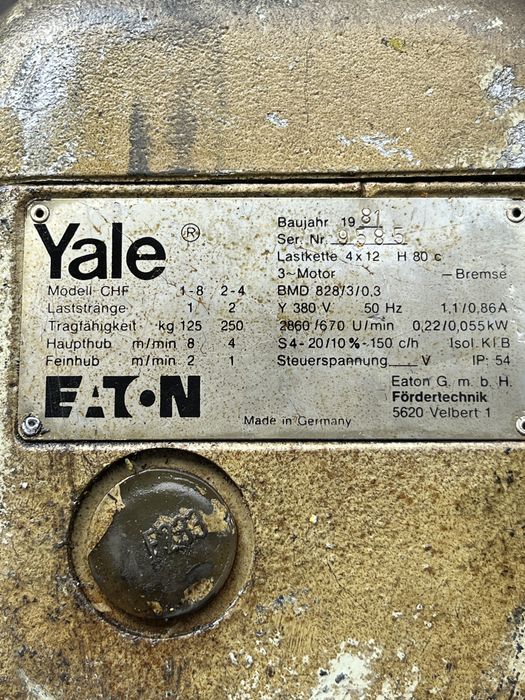 Yale ®
Baujahr 1981
Ser. Nr. 9585
Lastkette 4x12 H 80 c
3~Motor – Bremse
Modell CHF 1-8 2-4 BMD 828/3/0,3
Laststränge 1 2 Y 380 V 50 Hz 1,1/0,86A
Tragfähigkeit kg 125 250 2860/670 U/min 0,22/0,055kW
Haupthub m/min 8 4 S4-20/10%-150 c/h Isol. Kl B
Feinhub m/min 2 1 Steuerspannung V IP: 54
EATON
Eaton G. m. b. H.
Fördertechnik
5620 Velbert 1
Made in Germany